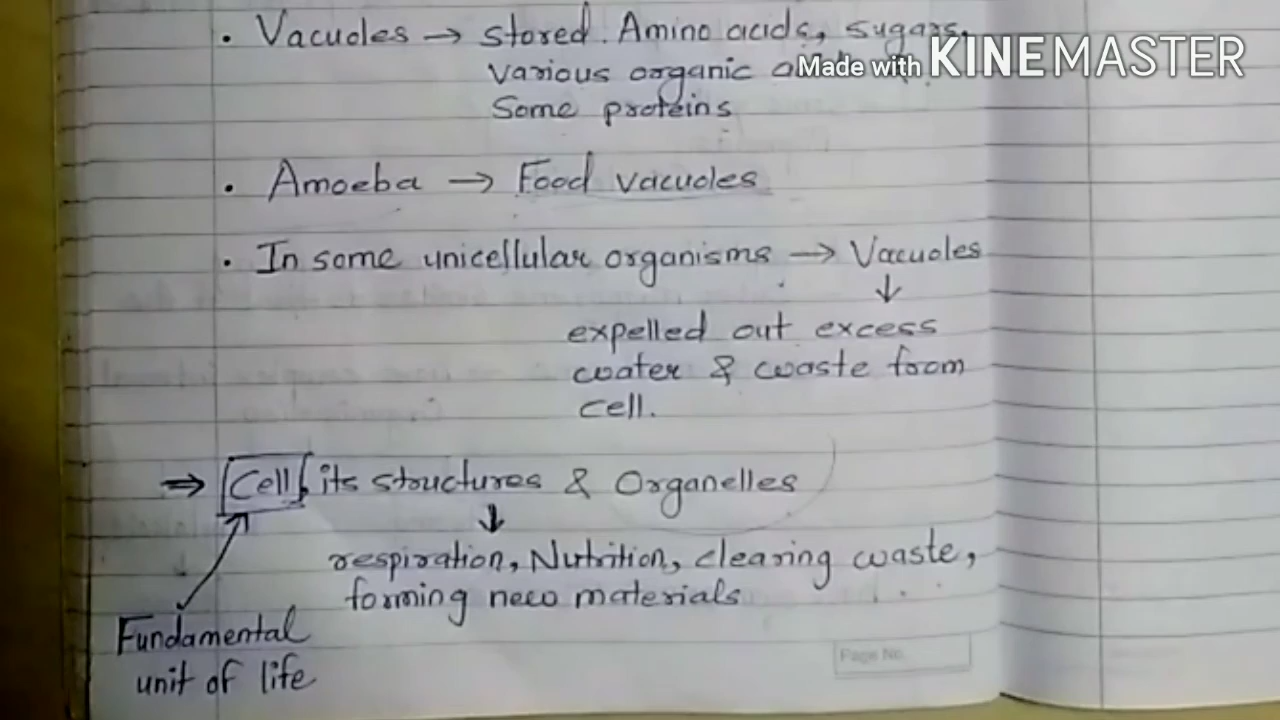 • Vacuoles → stored. Amino acids, sugars,
various organic
Made with KINEMASTER
Some proteins
• Amoeba → Food vacuoles
• In some unicellular organisms → Vacuoles
↓
expelled out excess
water & waste from
cell.
⇒ Cell, its structures & Organelles
↓
respiration, Nutrition, clearing waste,
forming new materials
Fundamental
unit of life
Page No.